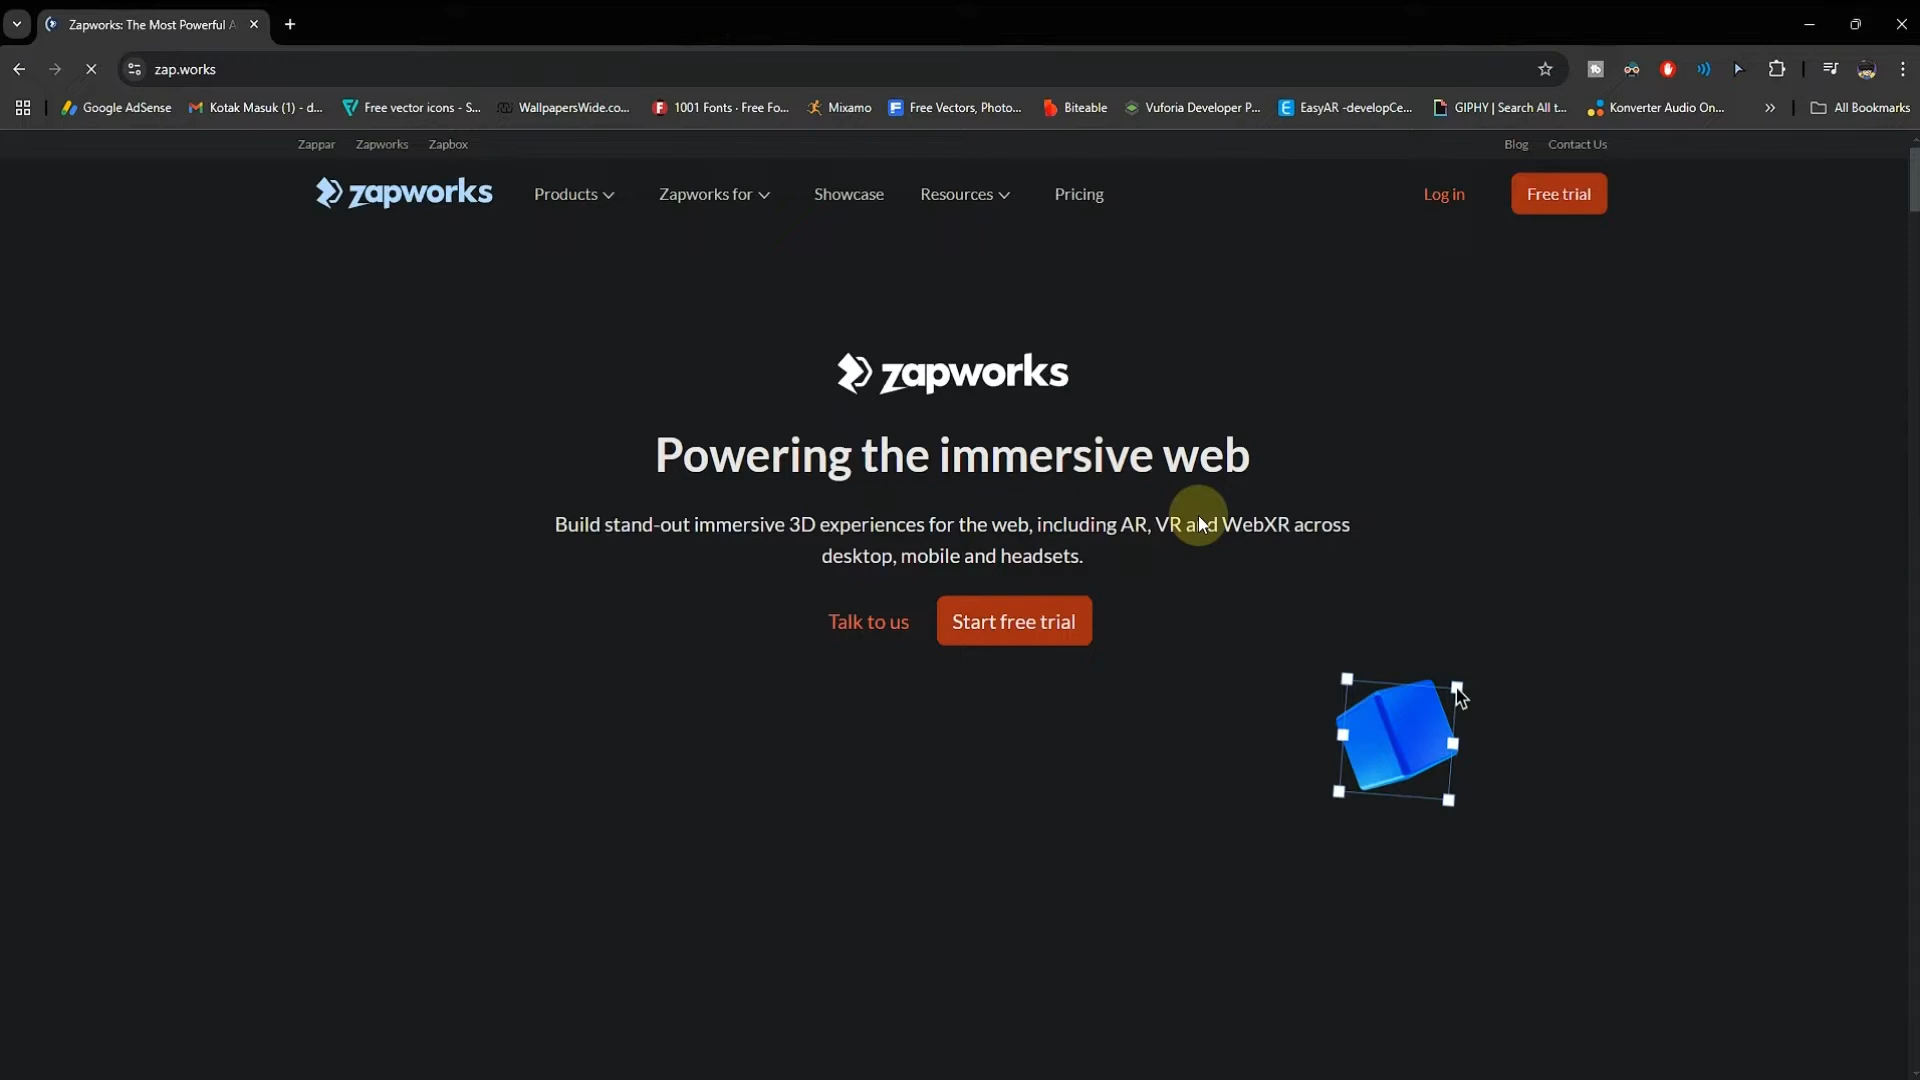 Zapworks: The Most Powerful A
zap.works
Google AdSense
Kotak Masuk (1) - d...
Free vector icons - S...
WallpapersWide.co...
1001 Fonts · Free Fo...
Mixamo
Free Vectors, Photo...
Biteable
Vuforia Developer P...
EasyAR -developCe...
GIPHY | Search All t...
Konverter Audio On...
All Bookmarks
Zappar Zapworks Zapbox
Blog Contact Us
zapworks
Products
Zapworks for
Showcase
Resources
Pricing
Log in
Free trial
zapworks
Powering the immersive web
Build stand-out immersive 3D experiences for the web, including AR, VR and WebXR across
desktop, mobile and headsets.
Talk to us
Start free trial